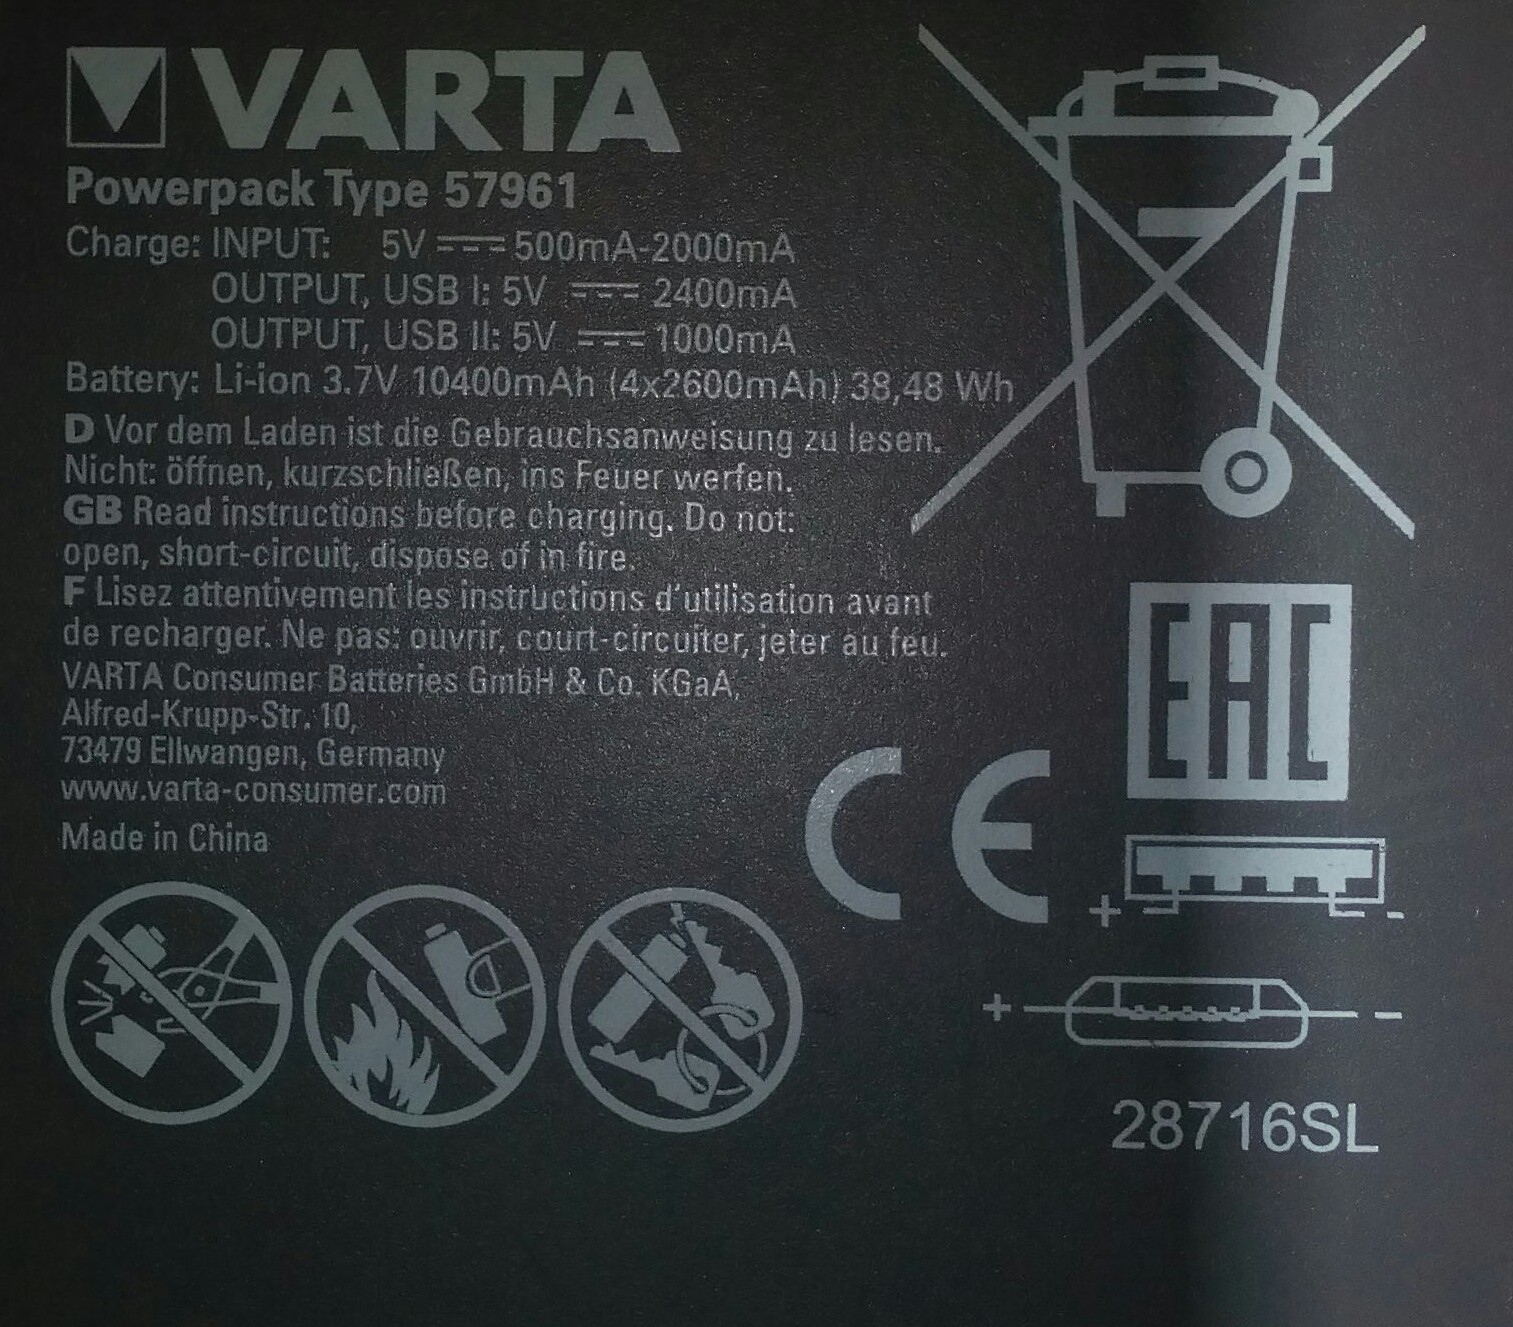 VARTA
Powerpack Type 57961
Charge: INPUT: 5V ⎓ 500mA-2000mA
OUTPUT, USB I: 5V ⎓ 2400mA
OUTPUT, USB II: 5V ⎓ 1000mA
Battery: Li-ion 3.7V 10400mAh (4x2600mAh) 38,48 Wh
D Vor dem Laden ist die Gebrauchsanweisung zu lesen.
Nicht: öffnen, kurzschließen, ins Feuer werfen.
GB Read instructions before charging. Do not:
open, short-circuit, dispose of in fire.
F Lisez attentivement les instructions d'utilisation avant
de recharger. Ne pas: ouvrir, court-circuiter, jeter au feu.
VARTA Consumer Batteries GmbH & Co. KGaA,
Alfred-Krupp-Str. 10,
73479 Ellwangen, Germany
www.varta-consumer.com
Made in China
EAC
CE
+ -
+ -
28716SL